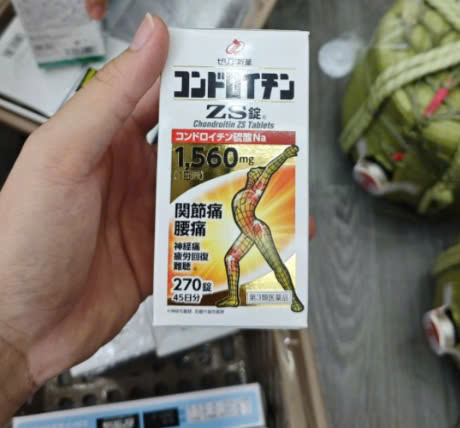 ゼリア新薬
コンドロイチン
ZS錠
Chondroitin ZS Tablets
コンドロイチン硫酸Na
1,560mg
関節痛
腰痛
神経痛
疲労回復
難聴
270錠
45日分
第3類医薬品